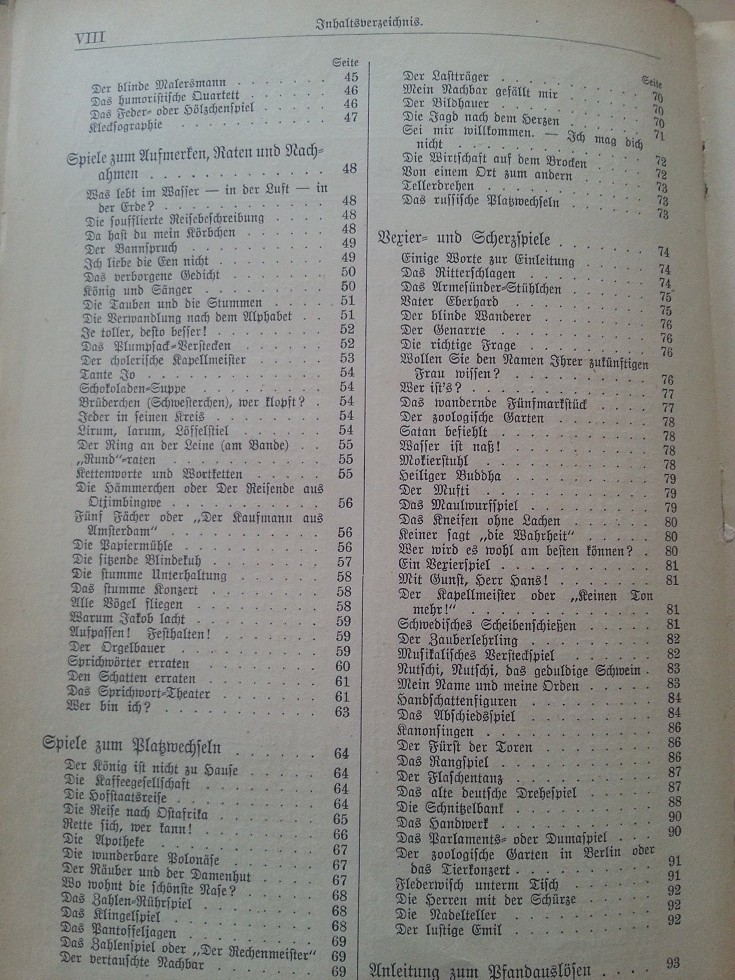 VIII
Inhaltsverzeichnis.
Seite
Der blinde Malersmann . . . . . . 45
Das humoristische Quartett . . . . . . 46
Das Feder- oder Hölzchenspiel . . . . . 46
Klecksographie . . . . . . . . . . 47
Spiele zum Aufmerken, Raten und Nach-
ahmen . . . . . . . . . . . 48
Was lebt im Wasser — in der Luft — in
der Erde? . . . . . . . . . . 48
Die soufflierte Reisebeschreibung . . . . 48
Da hast du mein Körbchen . . . . . . 48
Der Bannspruch . . . . . . . . . 49
Ich liebe die Een nicht . . . . . . . 49
Das verborgene Gedicht . . . . . . . 50
König und Sänger . . . . . . . . . 50
Die Tauben und die Stummen . . . . . 51
Die Verwandlung nach dem Alphabet . . 51
Je toller, desto besser! . . . . . . . . 52
Das Plumpsack-Verstecken . . . . . . 52
Der cholerische Kapellmeister . . . . . 53
Tante Jo . . . . . . . . . . . . 54
Schokoladen-Suppe . . . . . . . . . 54
Brüderchen (Schwesterchen), wer klopft? . 54
Jeder in seinen Kreis . . . . . . . . 54
Lirum, larum, Löffelstiel . . . . . . . 54
Der Ring an der Leine (am Bande) . . 55
„Rund“-raten . . . . . . . . . . 55
Kettenworte und Wortketten . . . . . 55
Die Hämmerchen oder Der Reisende aus
Otjimbingwe . . . . . . . . . . 56
Fünf Fächer oder „Der Kaufmann aus
Amsterdam“ . . . . . . . . . . 56
Die Papiermühle . . . . . . . . . 56
Die sitzende Blindekuh . . . . . . . . 57
Die stumme Unterhaltung . . . . . . 58
Das stumme Konzert . . . . . . . . 58
Alle Vögel fliegen . . . . . . . . . 58
Warum Jakob lacht . . . . . . . . 59
Aufpassen! Festhalten! . . . . . . . 59
Der Orgelbauer . . . . . . . . . . 59
Sprichwörter erraten . . . . . . . . 60
Den Schatten erraten . . . . . . . . 61
Das Sprichwort-Theater . . . . . . . 61
Wer bin ich? . . . . . . . . . . . 63
Spiele zum Platzwechseln . . . . . . 64
Der König ist nicht zu Hause . . . . . 64
Die Kaffeegesellschaft . . . . . . . . 64
Die Hofstaatsreise . . . . . . . . . 64
Die Reise nach Ostafrika . . . . . . . 65
Rette sich, wer kann! . . . . . . . . 66
Die Apotheke . . . . . . . . . . . 67
Die wunderbare Polonäse . . . . . . . 67
Der Räuber und der Damenhut . . . . 67
Wo wohnt die schönste Nase? . . . . . 68
Das Zahlen-Rührspiel . . . . . . . . 68
Das Klingelspiel . . . . . . . . . . 68
Das Pantoffeljagen . . . . . . . . . 69
Das Zahlenspiel oder „Der Rechenmeister“ 69
Der vertauschte Nachbar . . . . . . . 69
Seite
Der Lastträger . . . . . . . . . . 70
Mein Nachbar gefällt mir . . . . . . 70
Der Bildhauer . . . . . . . . . . 70
Die Jagd nach dem Herzen . . . . . . 71
Sei mir willkommen. — Ich mag dich
nicht . . . . . . . . . . . . 72
Die Wirtschaft auf dem Brocken . . . . 72
Von einem Ort zum andern . . . . . . 73
Tellerdrehen . . . . . . . . . . . 73
Das russische Platzwechseln . . . . . . 73
Vexier- und Scherzspiele . . . . . . 74
Einige Worte zur Einleitung . . . . . 74
Das Ritterschlagen . . . . . . . . . 74
Das Armesünder-Stühlchen . . . . . . 75
Vater Eberhard . . . . . . . . . . 75
Der blinde Wanderer . . . . . . . . 76
Der Genarrte . . . . . . . . . . . 76
Die richtige Frage . . . . . . . . . 76
Wollen Sie den Namen Ihrer zukünftigen
Frau wissen? . . . . . . . . . . 76
Wer ist's? . . . . . . . . . . . . 77
Das wandernde Fünfmarkstück . . . . . 77
Der zoologische Garten . . . . . . . . 78
Satan befiehlt . . . . . . . . . . 78
Wasser ist naß! . . . . . . . . . . 78
Mokierstuhl . . . . . . . . . . . 78
Heiliger Buddha . . . . . . . . . . 79
Der Mufti . . . . . . . . . . . . 79
Das Maulwurfspiel . . . . . . . . . 79
Das Kneifen ohne Lachen . . . . . . . 80
Keiner sagt „die Wahrheit“ . . . . . . 80
Wer wird es wohl am besten können? . . 80
Ein Vexierspiel . . . . . . . . . . 81
Mit Gunst, Herr Hans! . . . . . . . 81
Der Kapellmeister oder „Keinen Ton
mehr!“ . . . . . . . . . . . . 81
Schwedisches Scheibenschießen . . . . . 81
Der Zauberlehrling . . . . . . . . . 82
Musikalisches Versteckspiel . . . . . . 82
Nutschi, Nutschi, das geduldige Schwein . 83
Mein Name und meine Orden . . . . . 83
Handschattenfiguren . . . . . . . . . 84
Das Abschiedsspiel . . . . . . . . . 84
Kanonsingen . . . . . . . . . . . 86
Der Fürst der Toren . . . . . . . . 86
Das Rangspiel . . . . . . . . . . 86
Der Flaschentanz . . . . . . . . . 87
Das alte deutsche Drehespiel . . . . . 87
Die Schnitzelbank . . . . . . . . . 88
Das Handwerk . . . . . . . . . . 90
Das Parlaments- oder Dumaspiel . . . 90
Der zoologische Garten in Berlin oder
das Tierkonzert . . . . . . . . . 91
Flederwisch unterm Tisch . . . . . . 91
Die Herren mit der Schürze . . . . . 92
Die Nadelteller . . . . . . . . . . 92
Der lustige Emil . . . . . . . . . 92
Anleitung zum Pfandauslösen . . . . 93